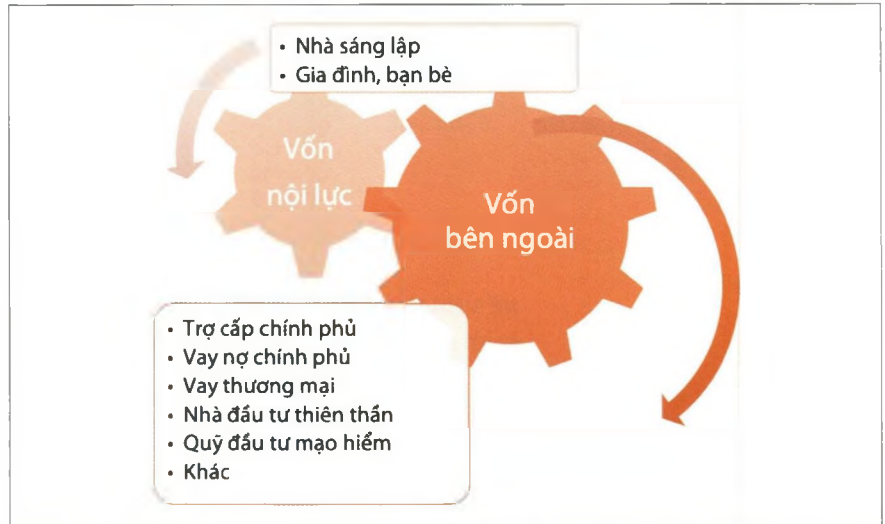 • Nhà sáng lập
• Gia đình, bạn bè
Vốn
nội lực
Vốn
bên ngoài
• Trợ cấp chính phủ
• Vay nợ chính phủ
• Vay thương mại
• Nhà đầu tư thiên thần
• Quỹ đầu tư mạo hiểm
• Khác